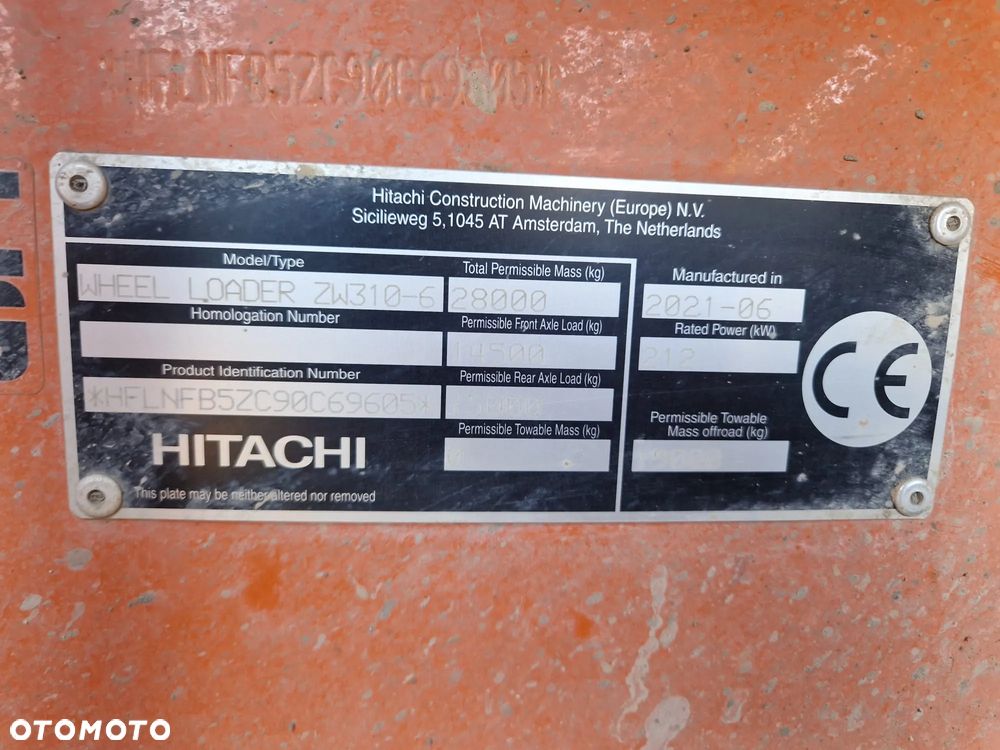 Hitachi Construction Machinery (Europe) N.V.
Sicilieweg 5,1045 AT Amsterdam, The Netherlands
Model/Type
WHEEL LOADER ZW310-6
Homologation Number
Product Identification Number
*HFLNFB5ZC90C69605*
HITACHI
This plate may be neither altered nor removed
Total Permissible Mass (kg)
28000
Permissible Front Axle Load (kg)
14500
Permissible Rear Axle Load (kg)
Permissible Towable Mass (kg)
0
Manufactured in
2021-06
Rated Power (kW)
212
Permissible Towable
Mass offroad (kg)
CE
OTOMOTO